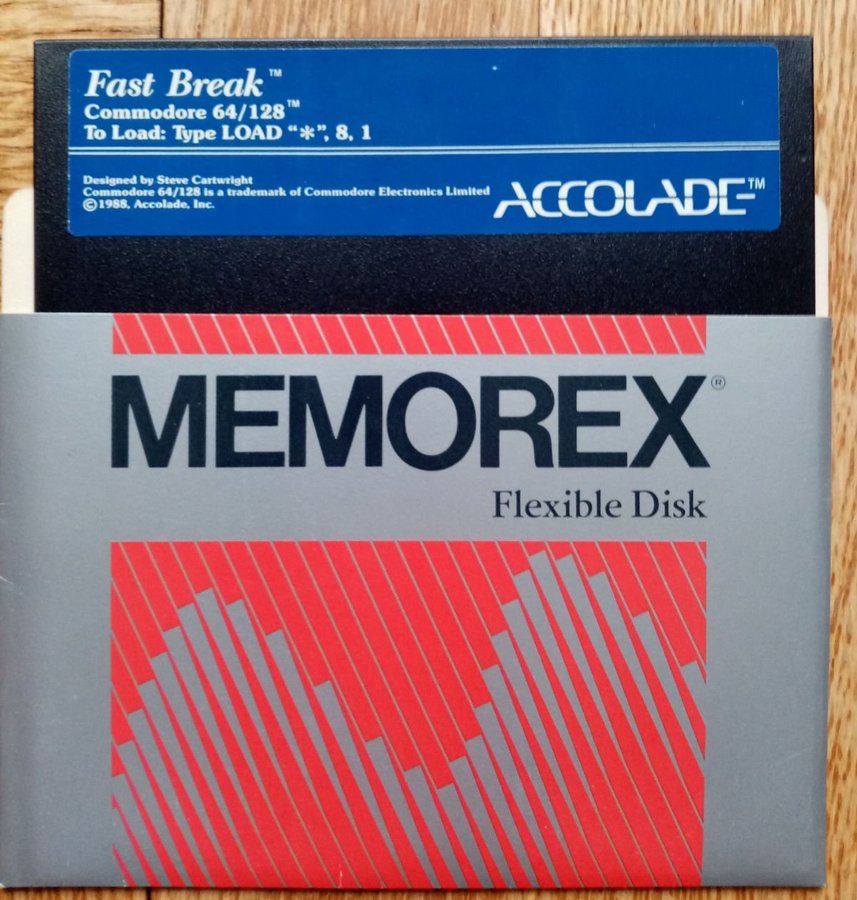 Fast Break™
Commodore 64/128™
To Load: Type LOAD “*”, 8, 1
Designed by Steve Cartwright
Commodore 64/128 is a trademark of Commodore Electronics Limited
©1988, Accolade, Inc.
ACCOLADE™
MEMOREX®
Flexible Disk